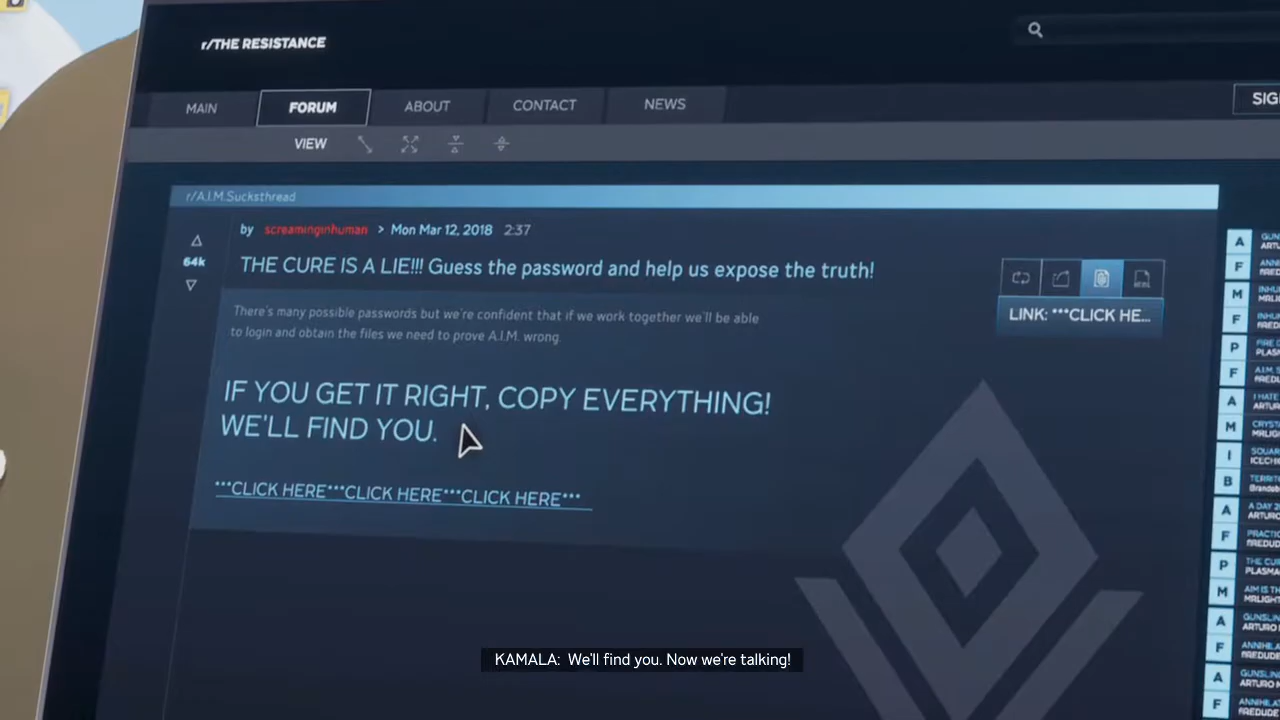 r/THE RESISTANCE
MAIN
FORUM
ABOUT
CONTACT
NEWS
VIEW
r/A.I.M.Sucksthread
by screaminginhuman > Mon Mar 12, 2018 2:37
64k
THE CURE IS A LIE!!! Guess the password and help us expose the truth!
There's many possible passwords but we're confident that if we work together we'll be able
to login and obtain the files we need to prove A.I.M. wrong.
LINK: ***CLICK HE...
IF YOU GET IT RIGHT, COPY EVERYTHING!
WE'LL FIND YOU.
***CLICK HERE***CLICK HERE***CLICK HERE***
A
F
M
F
P
F
A
M
I
B
A
F
P
M
A
F
A
F
KAMALA: We'll find you. Now we're talking!